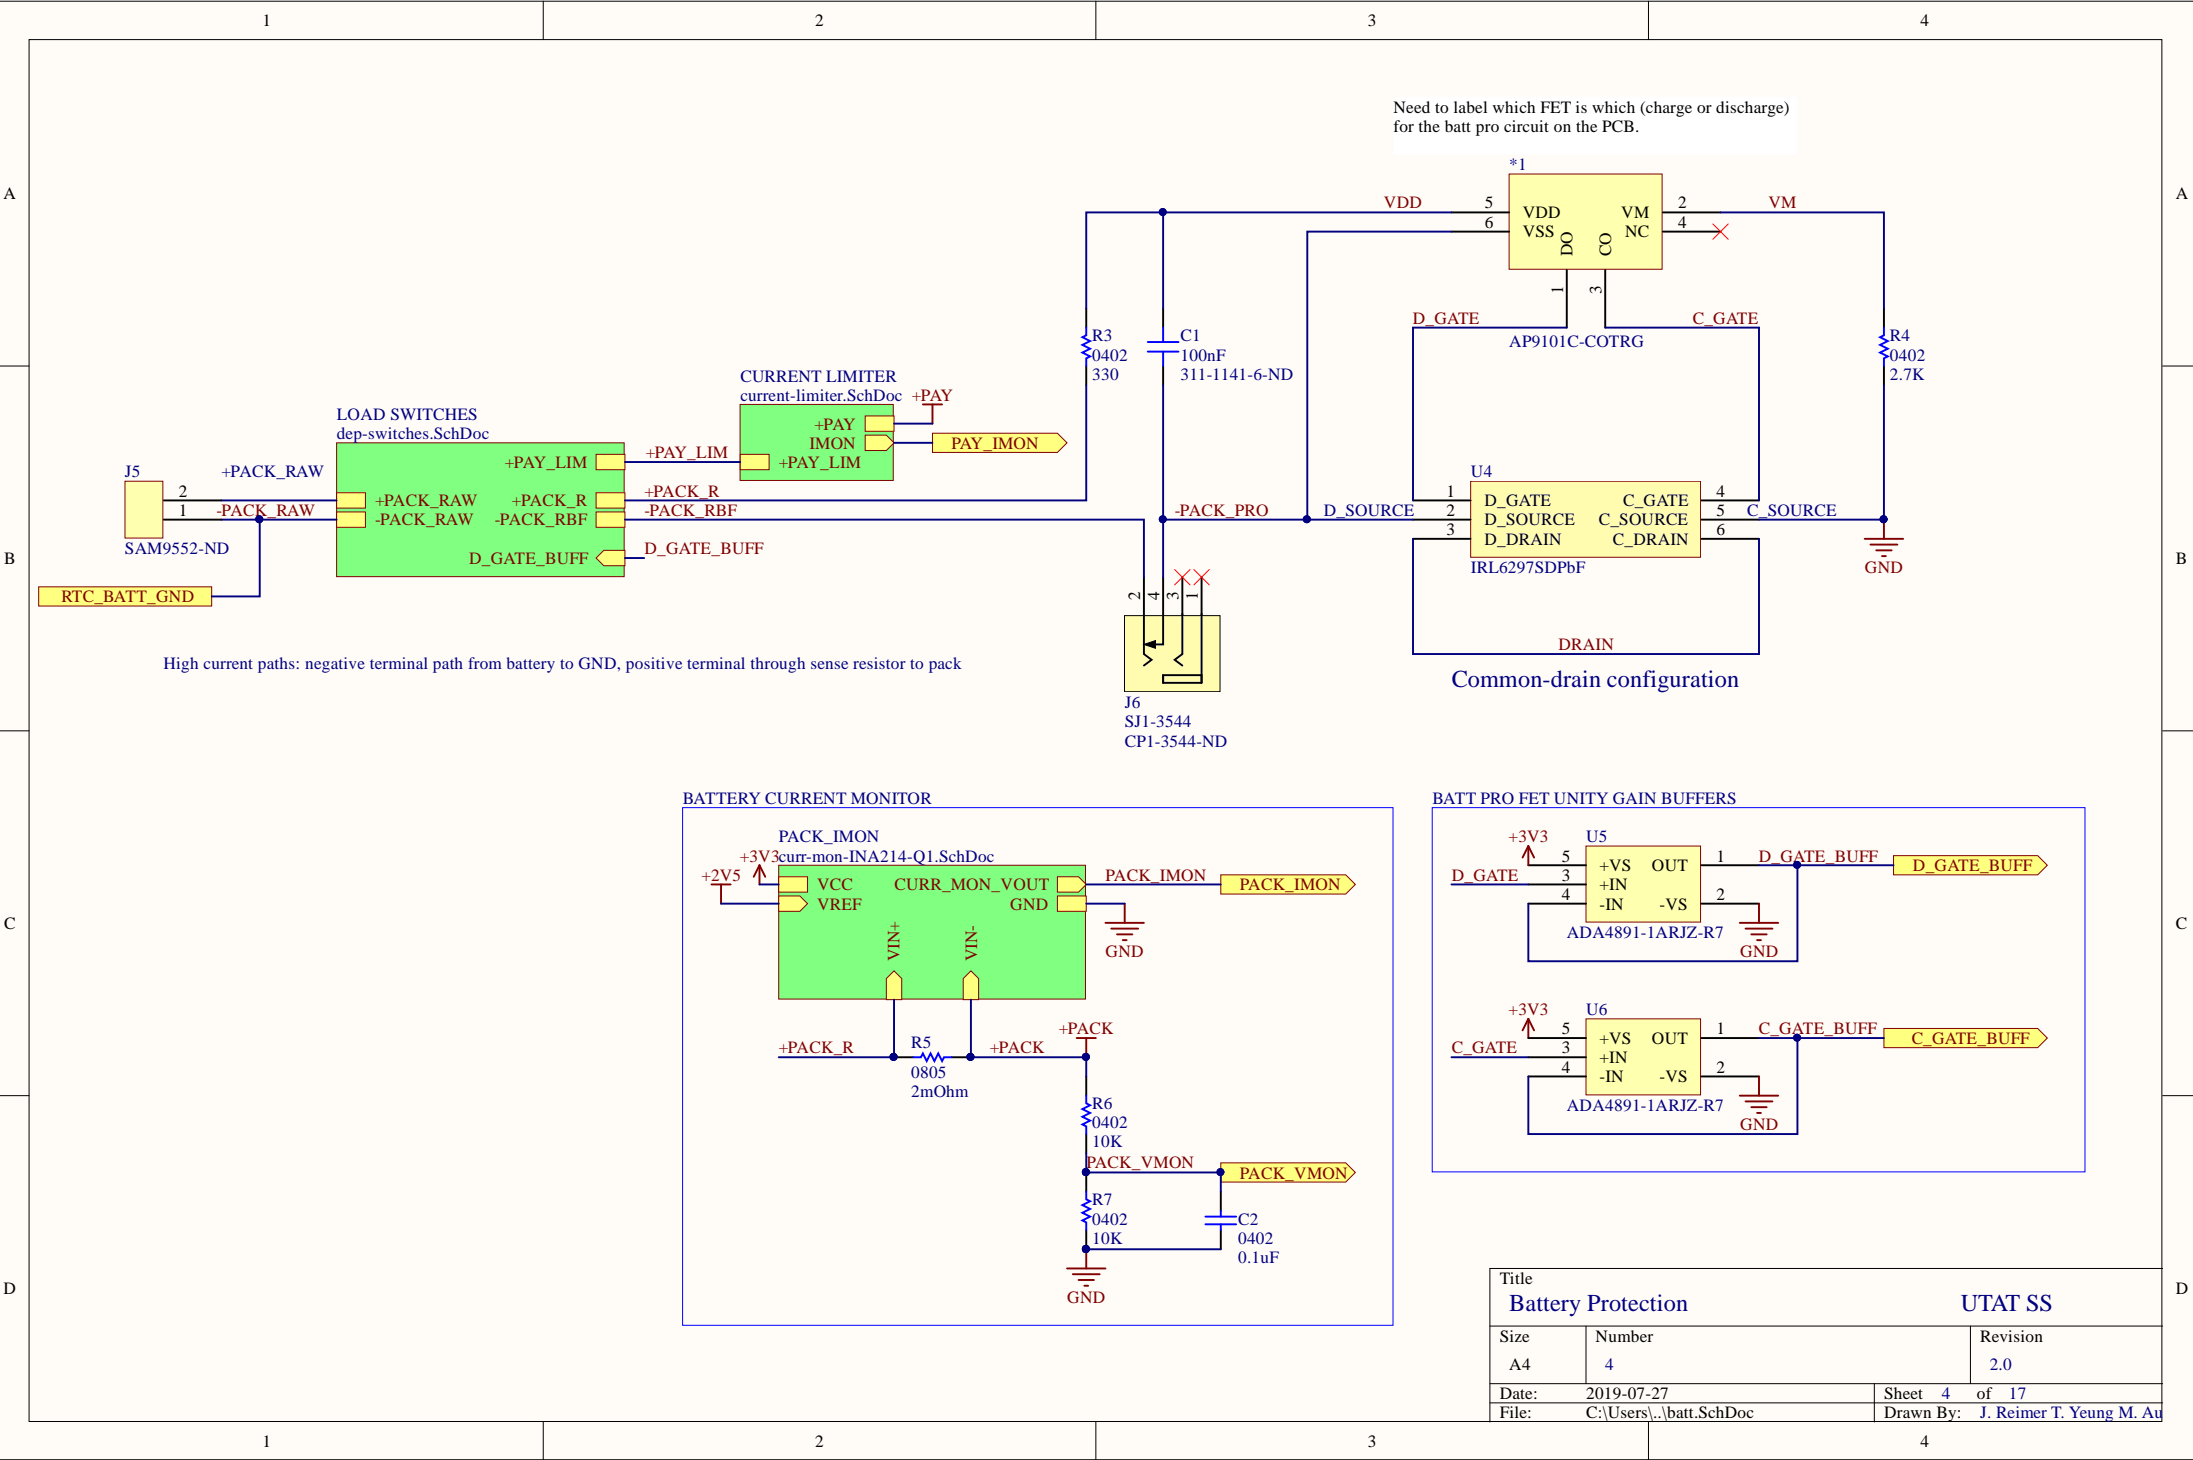 1
2
3
4
Need to label which FET is which (charge or discharge)
for the batt pro circuit on the PCB.
*1
A
A
VDD
5
VDD
VM
2
VM
6
VSS
NC
4
DO
CO
1
3
D_GATE
C_GATE
AP9101C-COTRG
R3
0402
330
C1
100nF
311-1141-6-ND
R4
0402
2.7K
CURRENT LIMITER
current-limiter.SchDoc
+PAY
+PAY
IMON
PAY_IMON
+PAY_LIM
LOAD SWITCHES
dep-switches.SchDoc
+PAY_LIM
+PAY_LIM
J5
+PACK_RAW
2
+PACK_RAW
+PACK_R
+PACK_R
1
-PACK_RAW
-PACK_RAW
-PACK_RBF
-PACK_RBF
SAM9552-ND
D_GATE_BUFF
D_GATE_BUFF
RTC_BATT_GND
-PACK_PRO
D_SOURCE
U4
1
D_GATE
C_GATE
4
2
D_SOURCE
C_SOURCE
5
C_SOURCE
3
D_DRAIN
C_DRAIN
6
IRL6297SDPbF
GND
B
B
2
4
3
1
DRAIN
Common-drain configuration
High current paths: negative terminal path from battery to GND, positive terminal through sense resistor to pack
J6
SJ1-3544
CP1-3544-ND
BATTERY CURRENT MONITOR
PACK_IMON
curr-mon-INA214-Q1.SchDoc
+3V3
+2V5
VCC
CURR_MON_VOUT
PACK_IMON
PACK_IMON
VREF
GND
VIN+
VIN-
GND
+PACK_R
R5
0805
2mOhm
+PACK
+PACK
R6
0402
10K
PACK_VMON
PACK_VMON
R7
0402
10K
C2
0402
0.1uF
GND
BATT PRO FET UNITY GAIN BUFFERS
+3V3
U5
5
+VS
OUT
1
D_GATE_BUFF
D_GATE_BUFF
D_GATE
3
+IN
4
-IN
-VS
2
ADA4891-1ARJZ-R7
GND
+3V3
U6
5
+VS
OUT
1
C_GATE_BUFF
C_GATE_BUFF
C_GATE
3
+IN
4
-IN
-VS
2
ADA4891-1ARJZ-R7
GND
C
C
D
D
Title
Battery Protection
UTAT SS
Size
Number
Revision
A4
4
2.0
Date:
2019-07-27
Sheet 4 of 17
File:
C:\Users\..\batt.SchDoc
Drawn By:
J. Reimer T. Yeung M. Au
1
2
3
4